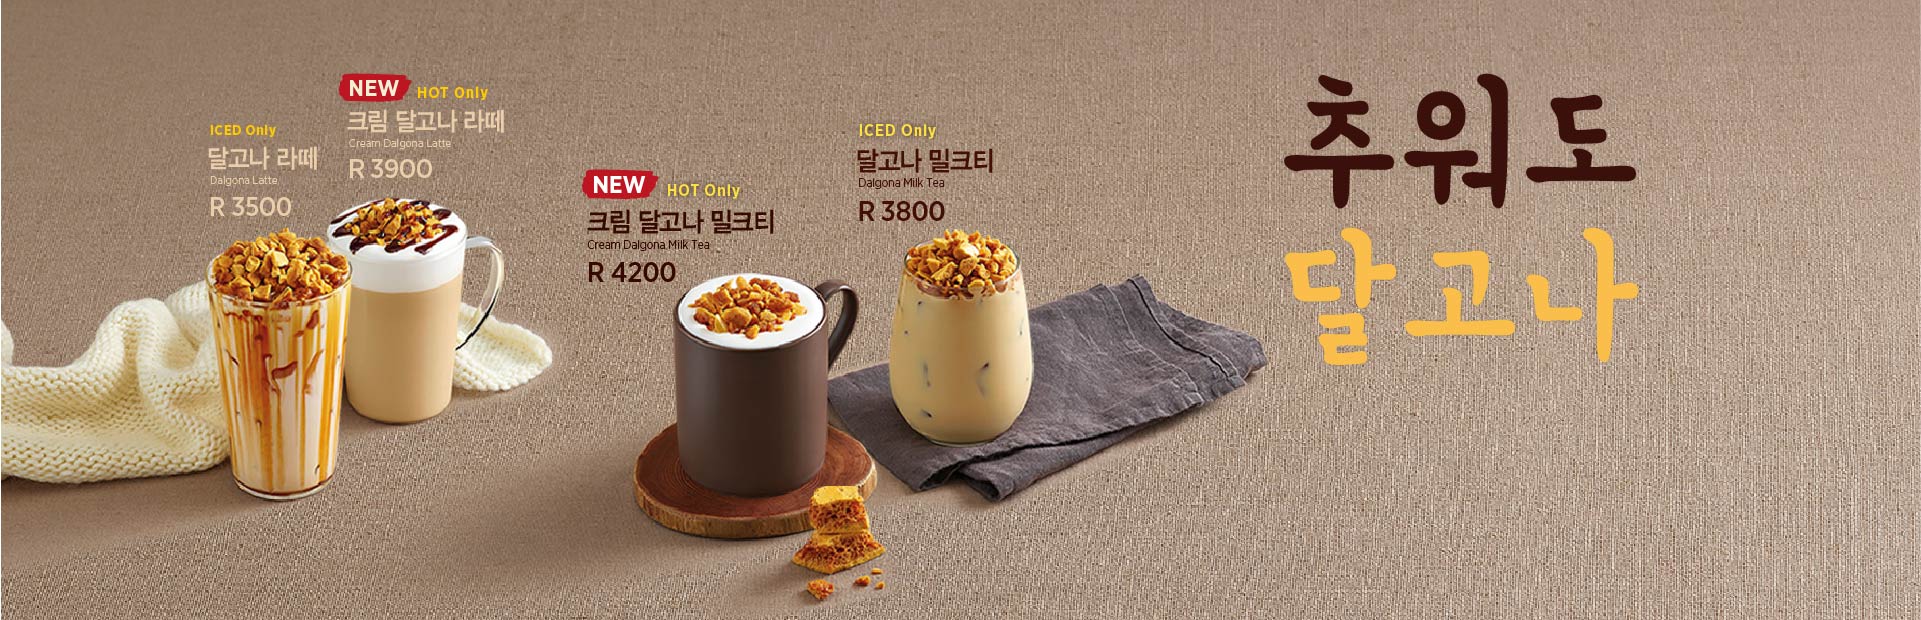 ICED Only
달고나 라떼
Dalgona Latte
R 3500
NEW HOT Only
크림 달고나 라떼
Cream Dalgona Latte
R 3900
NEW HOT Only
크림 달고나 밀크티
Cream Dalgona Milk Tea
R 4200
ICED Only
달고나 밀크티
Dalgona Milk Tea
R 3800
추워도
달고나